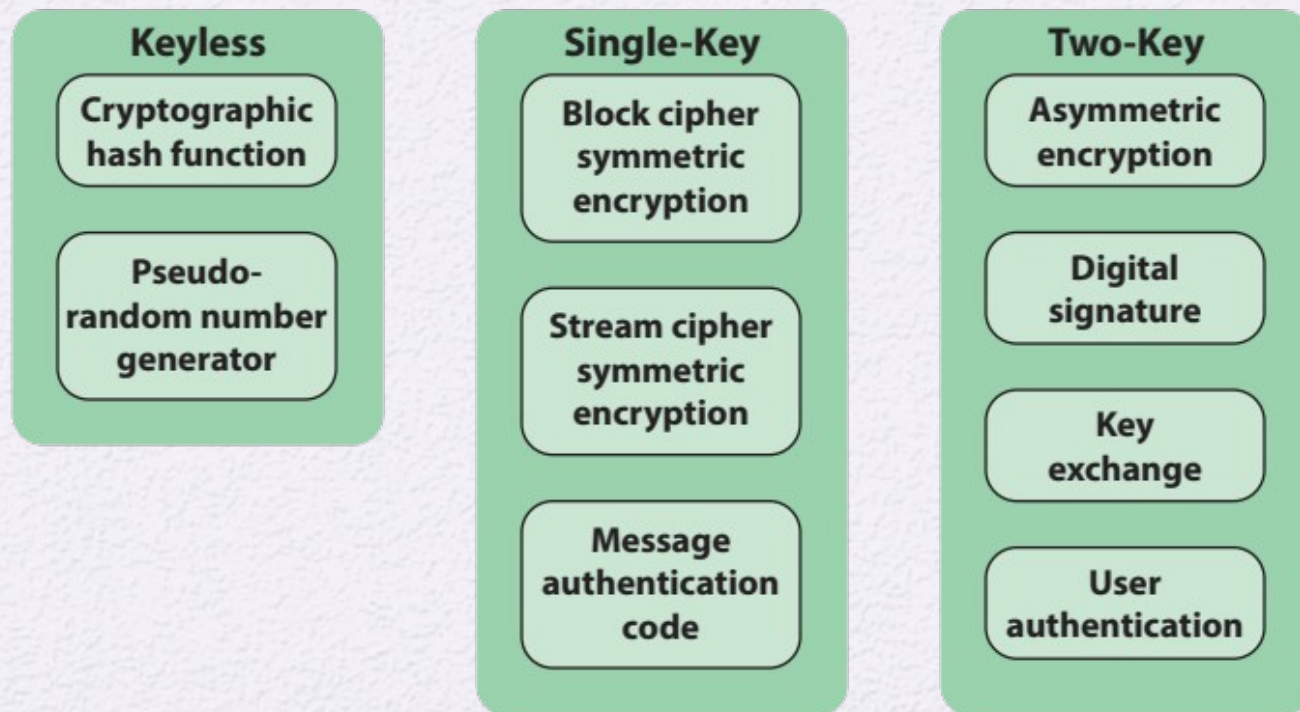 Keyless
Cryptographic
hash function
Pseudo-
random number
generator
Single-Key
Block cipher
symmetric
encryption
Stream cipher
symmetric
encryption
Message
authentication
code
Two-Key
Asymmetric
encryption
Digital
signature
Key
exchange
User
authentication